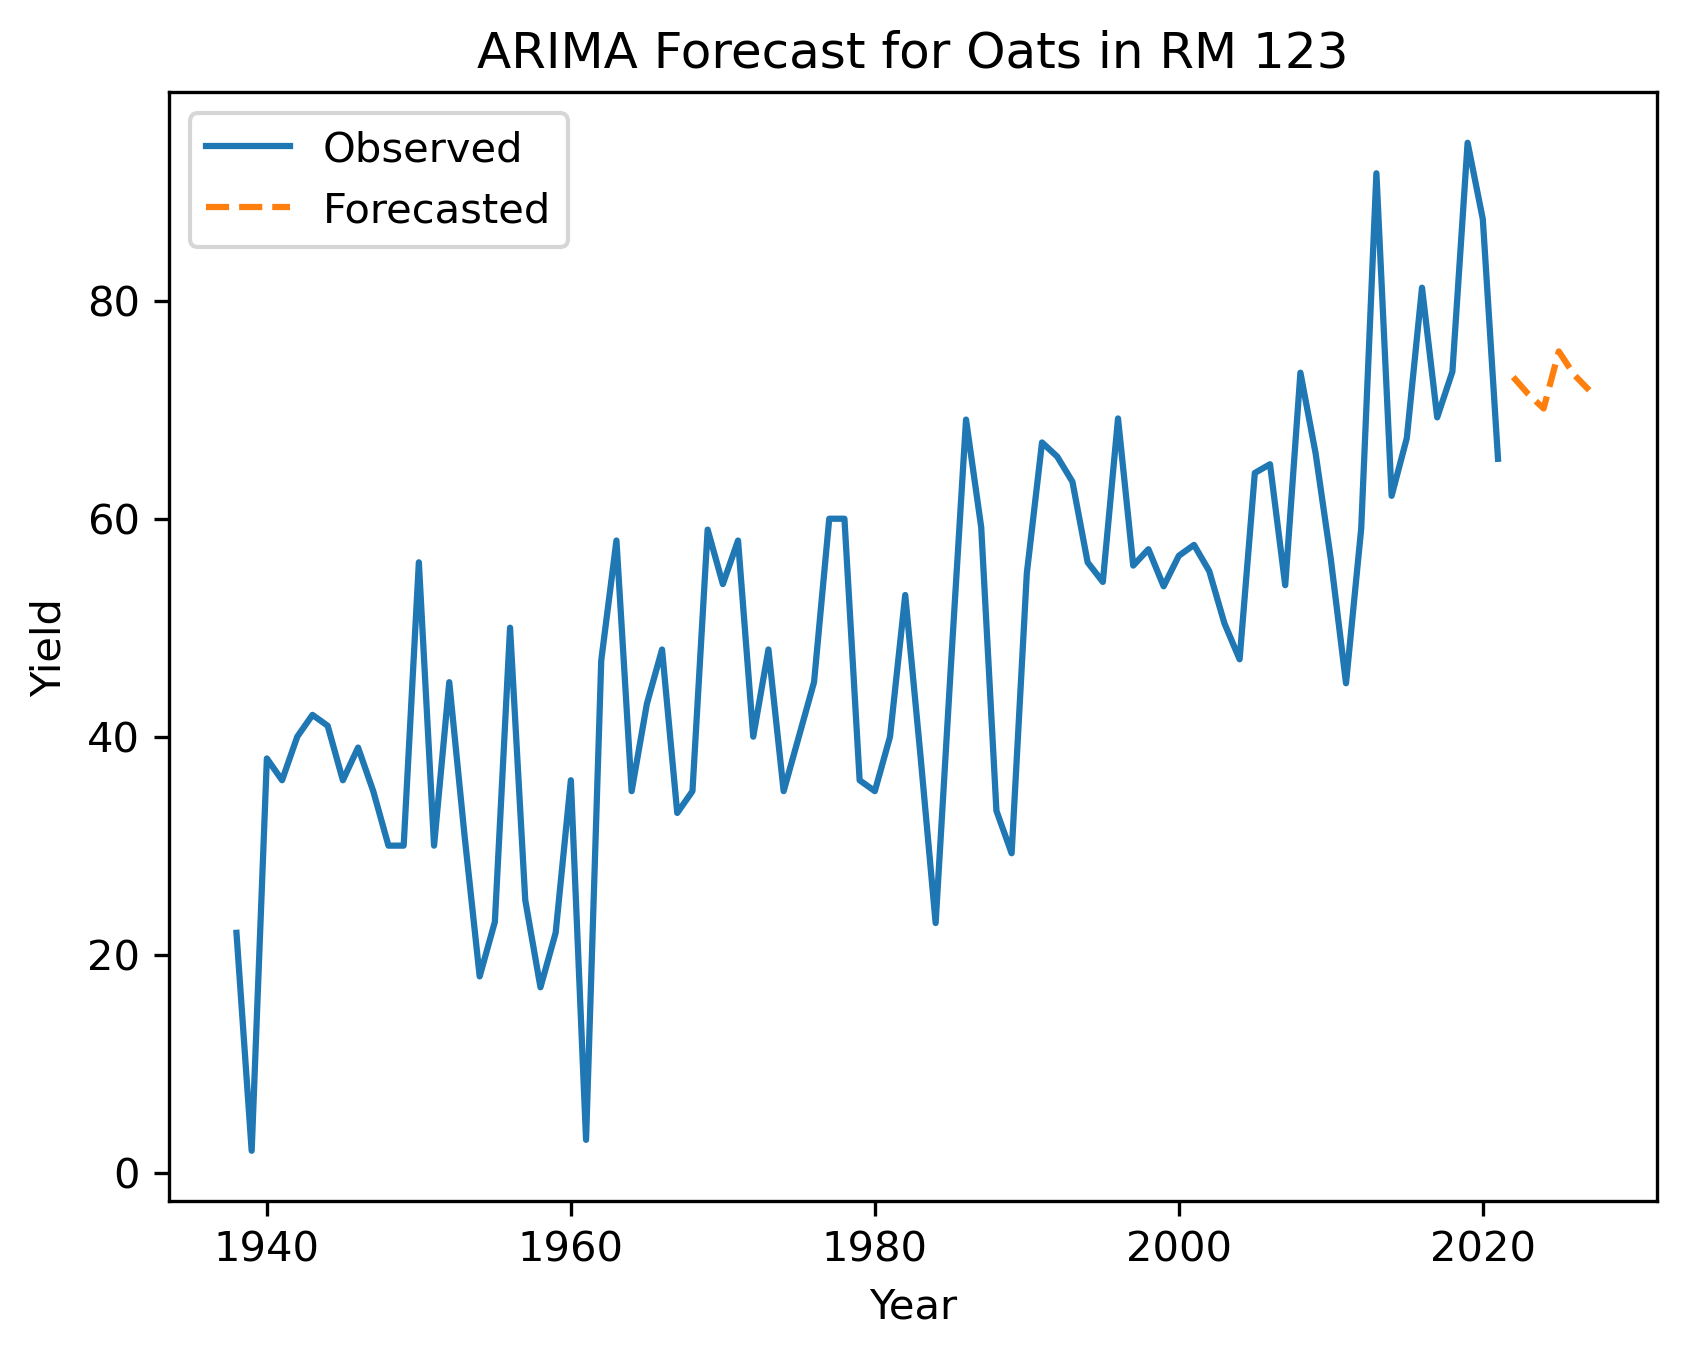 ARIMA Forecast for Oats in RM 123
Observed
Forecasted
80
60
40
20
0
Yield
1940 1960 1980 2000 2020
Year